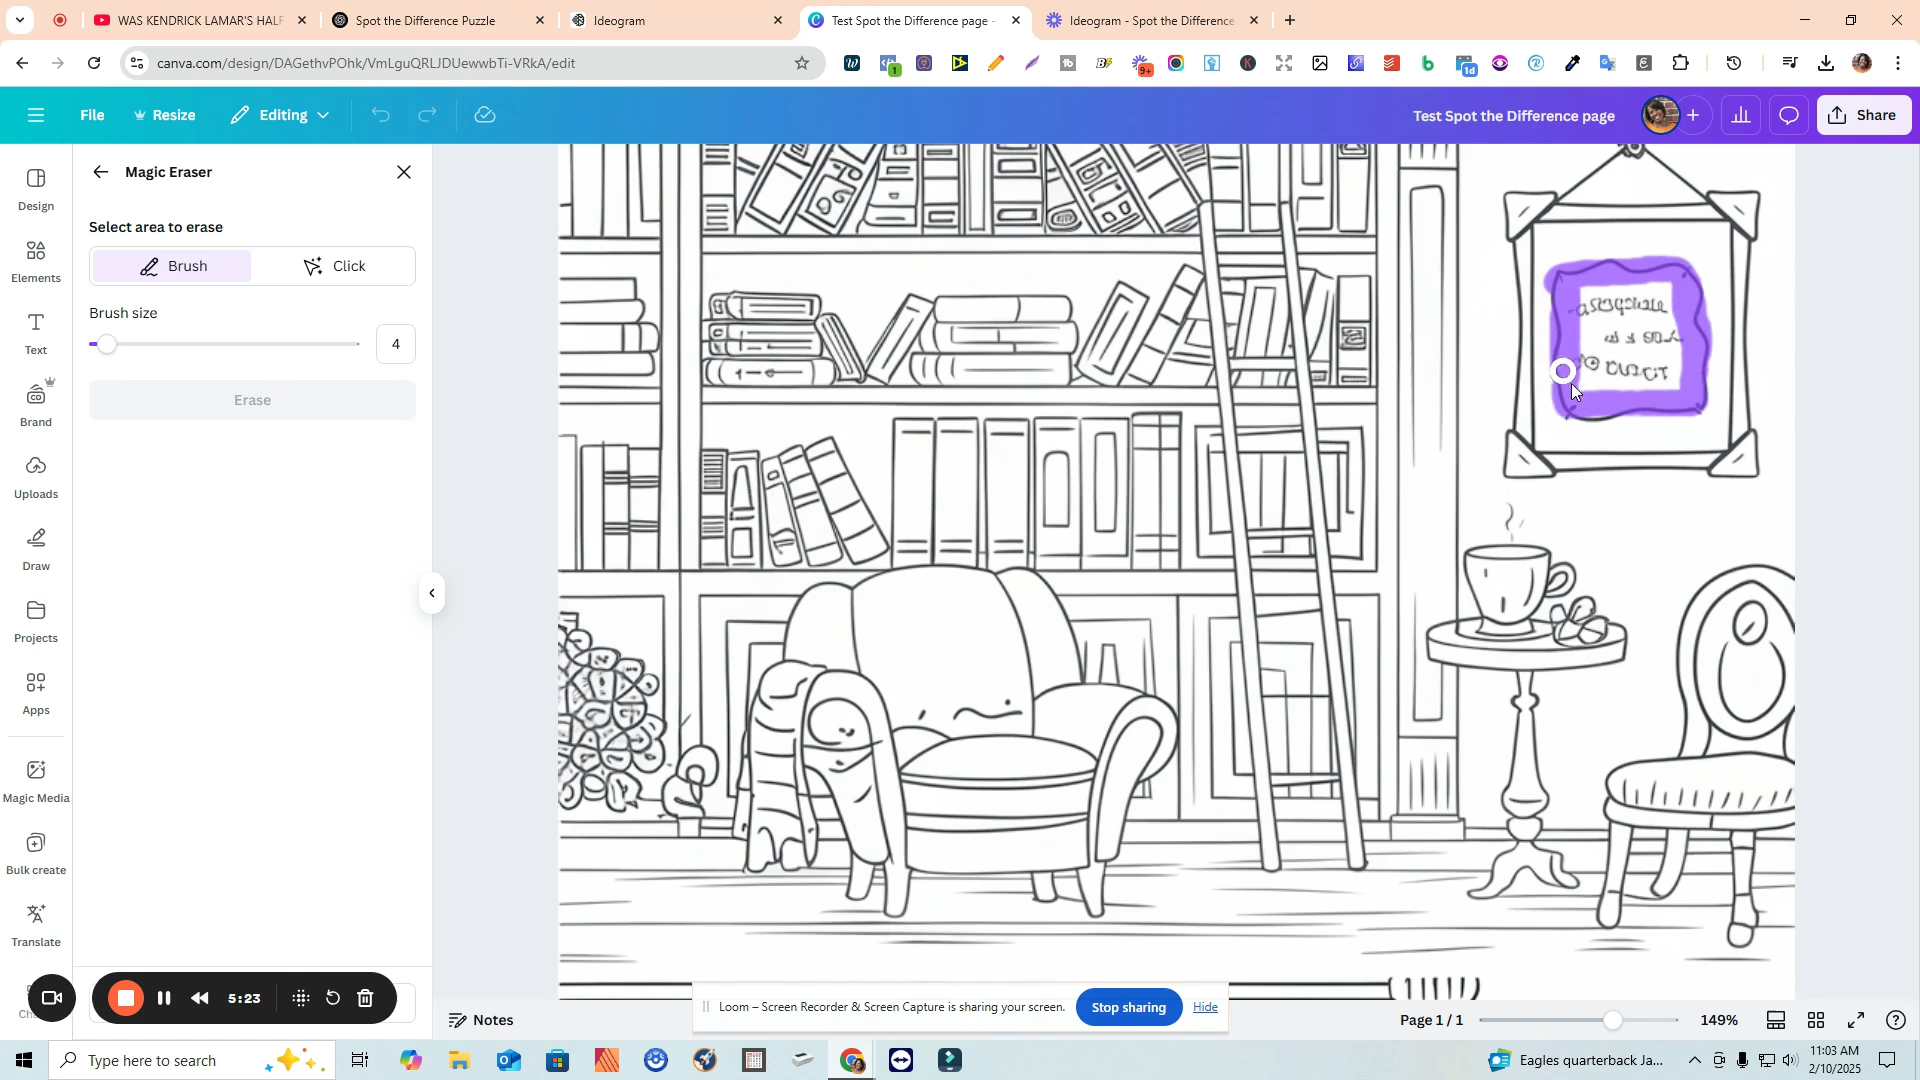 WAS KENDRICK LAMAR'S HALF
Spot the Difference Puzzle
Ideogram
Test Spot the Difference page -
Ideogram - Spot the Difference
canva.com/design/DAGethvPOhk/VmLguQRLJDUewwbTi-VRkA/edit
1
9+
1d
File
Resize
Editing
Test Spot the Difference page
Share
Design
Elements
Text
Brand
Uploads
Draw
Projects
Apps
Magic Media
Bulk create
Translate
Magic Eraser
Select area to erase
Brush
Click
Brush size
4
Erase
5:23
Notes
Loom – Screen Recorder & Screen Capture is sharing your screen.
Stop sharing
Hide
Page 1 / 1
149%
Type here to search
Eagles quarterback Ja...
11:03 AM
2/10/2025